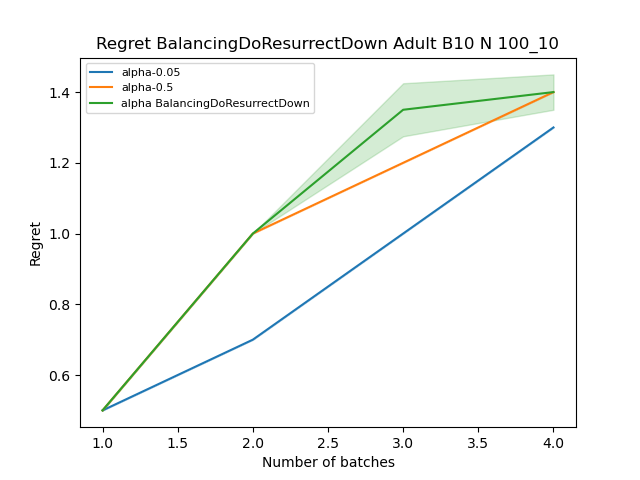 Regret BalancingDoResurrectDown Adult B10 N 100_10
alpha-0.05
alpha-0.5
alpha BalancingDoResurrectDown
Regret
1.4
1.2
1.0
0.8
0.6
1.0 1.5 2.0 2.5 3.0 3.5 4.0
Number of batches